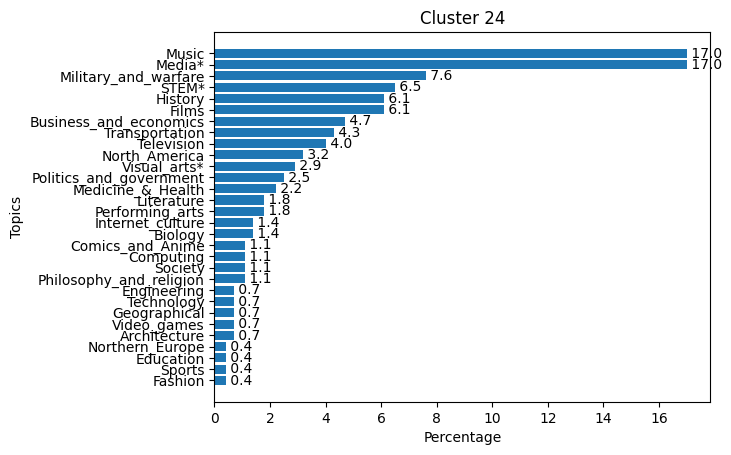 Cluster 24
Music 17.0
Media* 17.0
Military_and_warfare 7.6
STEM* 6.5
History 6.1
Films 6.1
Business_and_economics 4.7
Transportation 4.3
Television 4.0
North_America 3.2
Visual_arts* 2.9
Politics_and_government 2.5
Medicine_&_Health 2.2
Literature 1.8
Performing_arts 1.8
Internet_culture 1.4
Biology 1.4
Comics_and_Anime 1.1
Computing 1.1
Society 1.1
Philosophy_and_religion 1.1
Engineering 0.7
Technology 0.7
Geographical 0.7
Video_games 0.7
Architecture 0.7
Northern_Europe 0.4
Education 0.4
Sports 0.4
Fashion 0.4
Topics
0 2 4 6 8 10 12 14 16
Percentage